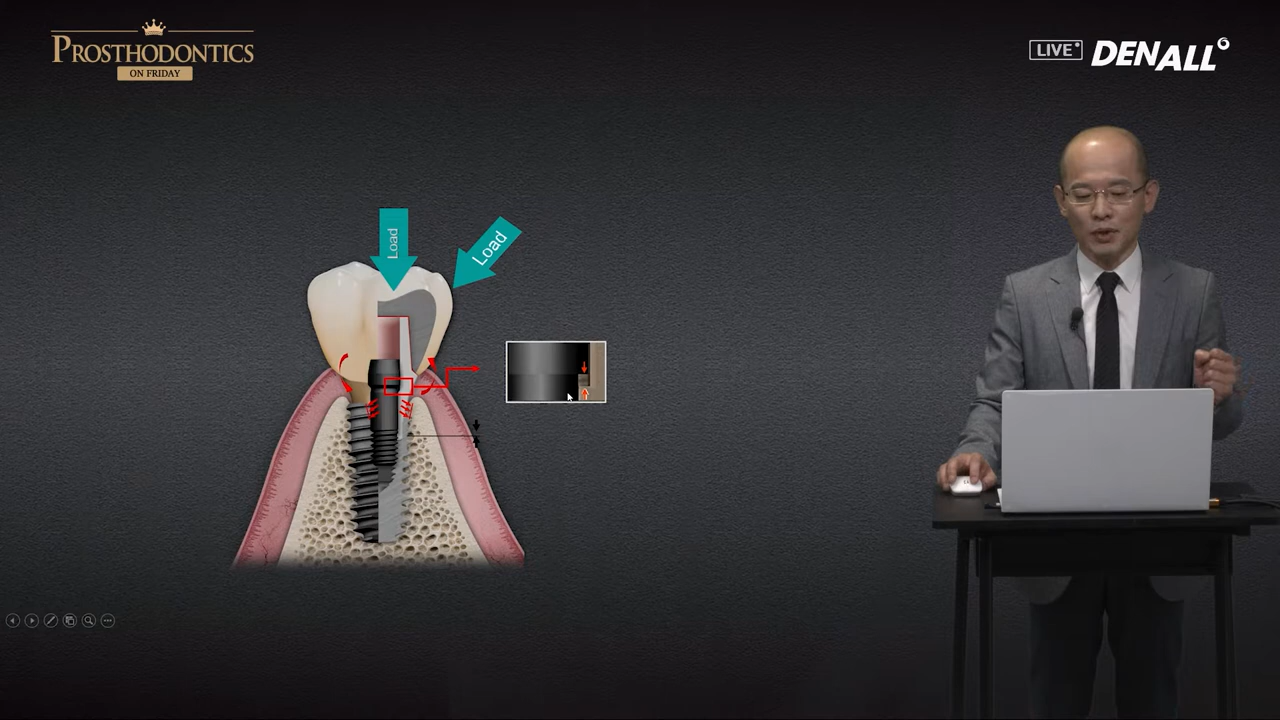 PROSTHODONTICS
ON FRIDAY
LIVE
DENALL
Load
Load